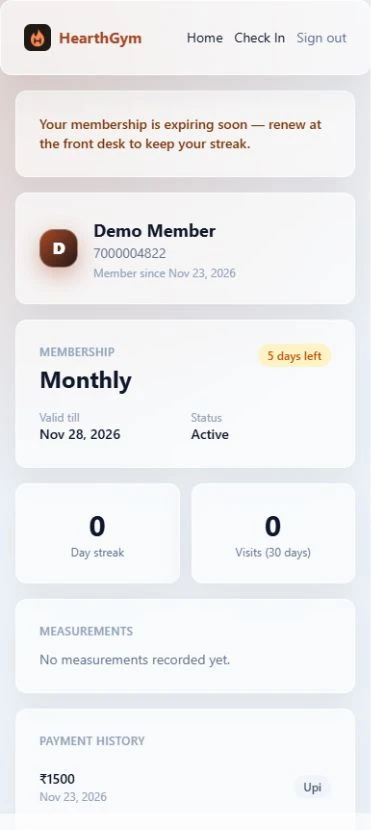 HearthGym Home Check In Sign out
Your membership is expiring soon — renew at
the front desk to keep your streak.
D
Demo Member
7000004822
Member since Nov 23, 2026
MEMBERSHIP
5 days left
Monthly
Valid till Status
Nov 28, 2026 Active
0 0
Day streak Visits (30 days)
MEASUREMENTS
No measurements recorded yet.
PAYMENT HISTORY
₹1500
Upi
Nov 23, 2026